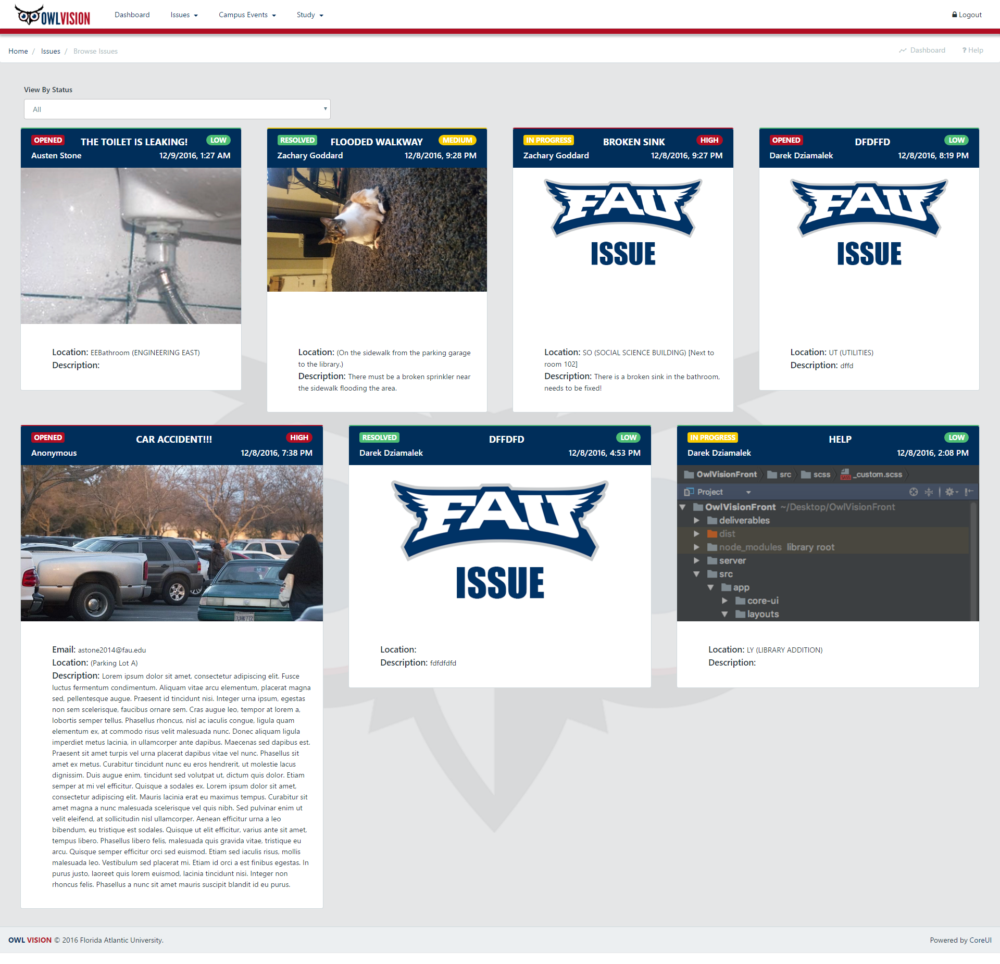 OWLVISION
Dashboard
Issues
Campus Events
Study
Logout
Home / Issues / Browse Issues
Dashboard
? Help
View By Status
All
OPENED THE TOILET IS LEAKING! LOW
Austen Stone 12/9/2016, 1:27 AM
Location: EEBathroom (ENGINEERING EAST)
Description:
RESOLVED FLOODED WALKWAY MEDIUM
Zachary Goddard 12/8/2016, 9:28 PM
Location: (On the sidewalk from the parking garage
to the library.)
Description: There must be a broken sprinkler near
the sidewalk flooding the area.
IN PROGRESS BROKEN SINK HIGH
Zachary Goddard 12/8/2016, 9:27 PM
FAU
ISSUE
Location: SO (SOCIAL SCIENCE BUILDING) [Next to
room 102]
Description: There is a broken sink in the bathroom,
needs to be fixed!
OPENED DFDFFD LOW
Darek Dziamalek 12/8/2016, 8:19 PM
FAU
ISSUE
Location: UT (UTILITIES)
Description: dffd
OPENED CAR ACCIDENT!!! HIGH
Anonymous 12/8/2016, 7:38 PM
Email: astone2014@fau.edu
Location: (Parking Lot A)
Description: Lorem ipsum dolor sit amet, consectetur adipiscing elit. Fusce
luctus fermentum condimentum. Aliquam vitae arcu elementum, placerat magna
sed, pellentesque augue. Praesent id tincidunt nisi. Integer urna ipsum, egestas
non sem scelerisque, faucibus ornare sem. Cras augue leo, tempor at lorem a,
lobortis semper tellus. Phasellus rhoncus, nisl ac iaculis congue, ligula quam
elementum ex, at commodo risus velit malesuada nunc. Donec aliquam ligula
imperdiet metus lacinia, in ullamcorper ante dapibus. Maecenas sed dapibus est.
Praesent sit amet turpis vel urna placerat dapibus vitae vel nunc. Phasellus sit
amet ex metus. Curabitur tincidunt nunc eu eros hendrerit, ut molestie lacus
dignissim. Duis augue enim, tincidunt sed volutpat ut, dictum quis dolor. Etiam
semper at mi vel efficitur. Quisque a sodales ex. Lorem ipsum dolor sit amet,
consectetur adipiscing elit. Mauris lacinia erat eu maximus tempus. Curabitur sit
amet magna a nunc malesuada scelerisque vel quis nibh. Sed pulvinar enim ut
velit eleifend, at sollicitudin nisl ullamcorper. Aenean efficitur urna a leo
bibendum, eu tristique est sodales. Quisque ut elit efficitur, varius ante sit amet,
tempus libero. Phasellus libero felis, malesuada quis gravida vitae, tristique eu
arcu. Quisque semper efficitur orci sed euismod. Etiam sed iaculis risus, mollis
malesuada leo. Vestibulum sed placerat mi. Etiam id orci a est finibus egestas. In
purus justo, laoreet quis lorem euismod, lacinia tincidunt nisi. Integer non
rhoncus felis. Phasellus a nunc sit amet mauris suscipit blandit id eu purus.
RESOLVED DFFDFD LOW
Darek Dziamalek 12/8/2016, 4:53 PM
FAU
ISSUE
Location:
Description: fdfdfdfd
IN PROGRESS HELP LOW
Darek Dziamalek 12/8/2016, 2:08 PM
OwlVisionFront src scss _custom.scss
Project
OwlVisionFront ~/Desktop/OwlVisionFront
deliverables
dist
node_modules library root
server
src
app
core-ui
layouts
Location: LY (LIBRARY ADDITION)
Description:
OWL VISION © 2016 Florida Atlantic University.
Powered by CoreUI